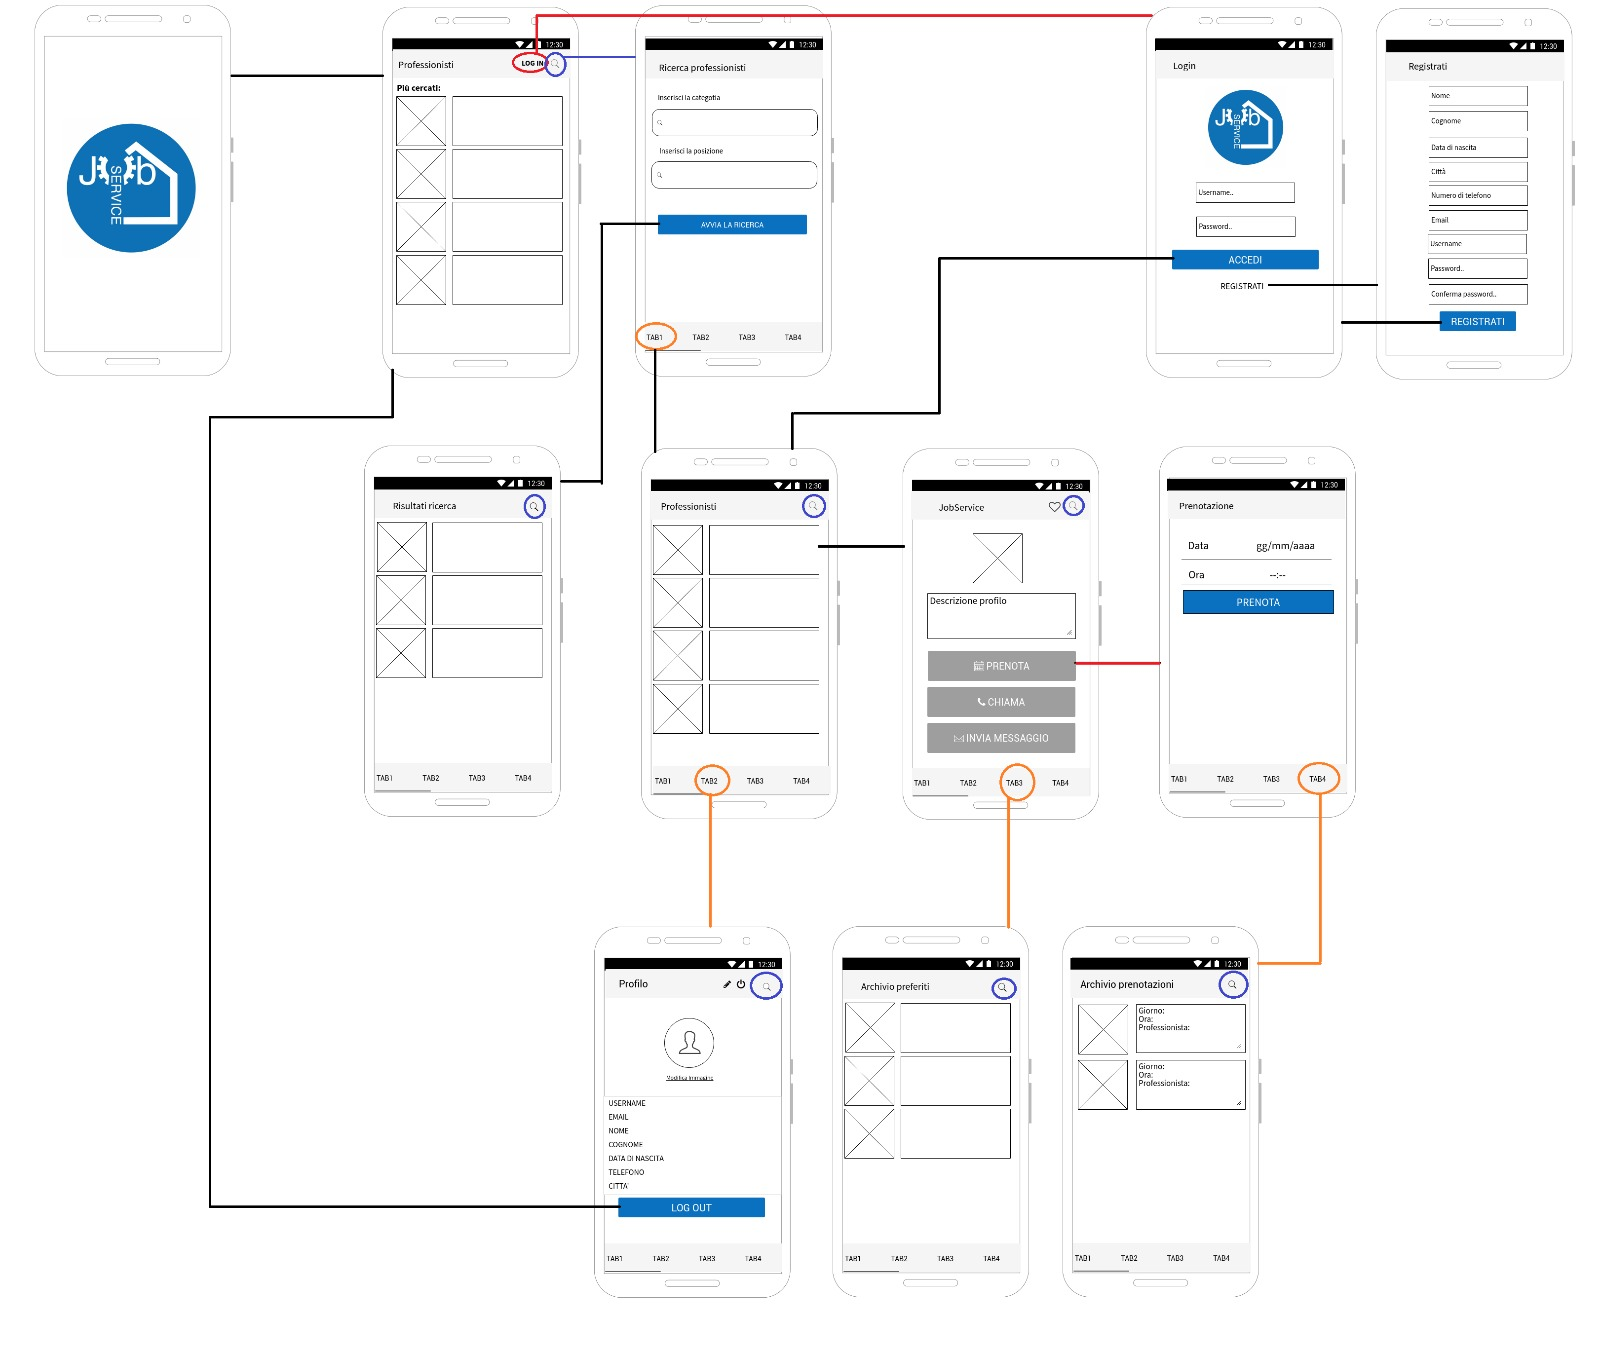 Job
SERVICE
12:30
Professionisti
LOG IN
Più cercati:
12:30
Ricerca professionisti
Inserisci la categotia
Inserisci la posizione
AVVIA LA RICERCA
TAB1 TAB2 TAB3 TAB4
12:30
Login
Job
SERVICE
Username..
Password..
ACCEDI
REGISTRATI
12:30
Registrati
Nome
Cognome
Data di nascita
Città
Numero di telefono
Email
Username
Password..
Conferma password..
REGISTRATI
12:30
Risultati ricerca
TAB1 TAB2 TAB3 TAB4
12:30
Professionisti
TAB1 TAB2 TAB3 TAB4
12:30
JobService
Descrizione profilo
PRENOTA
CHIAMA
INVIA MESSAGGIO
TAB1 TAB2 TAB3 TAB4
12:30
Prenotazione
Data gg/mm/aaaa
Ora --:--
PRENOTA
TAB1 TAB2 TAB3 TAB4
12:30
Profilo
Modifica Immagine
USERNAME
EMAIL
NOME
COGNOME
DATA DI NASCITA
TELEFONO
CITTA'
LOG OUT
TAB1 TAB2 TAB3 TAB4
12:30
Archivio preferiti
TAB1 TAB2 TAB3 TAB4
12:30
Archivio prenotazioni
Giorno:
Ora:
Professionista:
Giorno:
Ora:
Professionista:
TAB1 TAB2 TAB3 TAB4